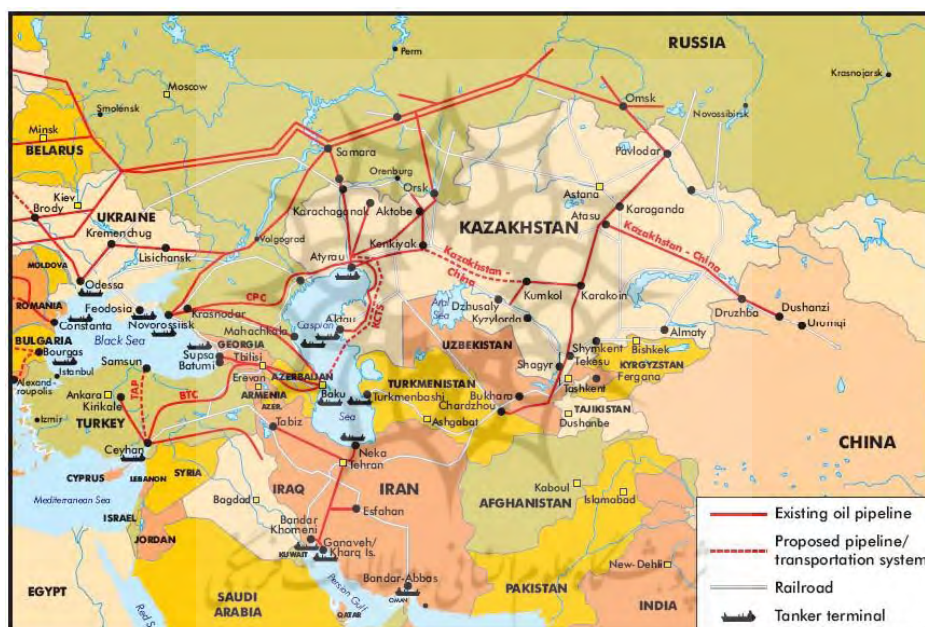 RUSSIA
Perm
Krasnojarsk
Moscow
Smolensk
Omsk
Novossibirsk
Minsk
BELARUS
Samara
Pavlodar
Orenburg
Orsk
Kiev
Astana
Brody
UKRAINE
Karachaganak
Aktobe
KAZAKHSTAN
Atasu
Karaganda
Kremenchug
Volgograd
Lisichansk
Atyrau
Kenkiyak
Kazakhstan - China
Kazakhstan - China
MOLDOVA
Odessa
CPC
Kumkol
Karakoin
Dushanzi
ROMANIA
Feodosia
Krasnodar
KCTS
Aral Sea
Dzhusaly
Druzhba
Urumqi
Constanta
Novorossiisk
Caspian
Aktau
Kyzylorda
Almaty
BULGARIA
Black Sea
Makhachkala
Shymkent
Bishkek
Bourgas
Samsun
Supsa
GEORGIA
UZBEKISTAN
Tekesu
KYRGYZSTAN
Istanbul
Batumi
Tbilisi
Shagyr
Fergana
Alexandroupolis
Ankara
Erevan
AZERBAIJAN
TURKMENISTAN
Tashkent
Kirikale
TAP
BTC
ARMENIA
Baku
Turkmenbashi
Bukhara
AZER.
Chardzhou
TAJIKISTAN
Izmir
TURKEY
Sea
Ashgabat
Dushanbe
CHINA
Ceyhan
Tabiz
Neka
Tehran
CYPRUS
SYRIA
LEBANON
Kaboul
Mediterranean Sea
Bagdad
IRAQ
IRAN
AFGHANISTAN
Islamabad
ISRAEL
Esfahan
Bandar Khomeni
JORDAN
KUWAIT
Ganaveh/
Kharq Is.
New-Dehli
EGYPT
Persian Gulf
Bandar-Abbas
PAKISTAN
SAUDI ARABIA
OMAN
INDIA
Red S
QATAR
Existing oil pipeline
Proposed pipeline/
transportation system
Railroad
Tanker terminal